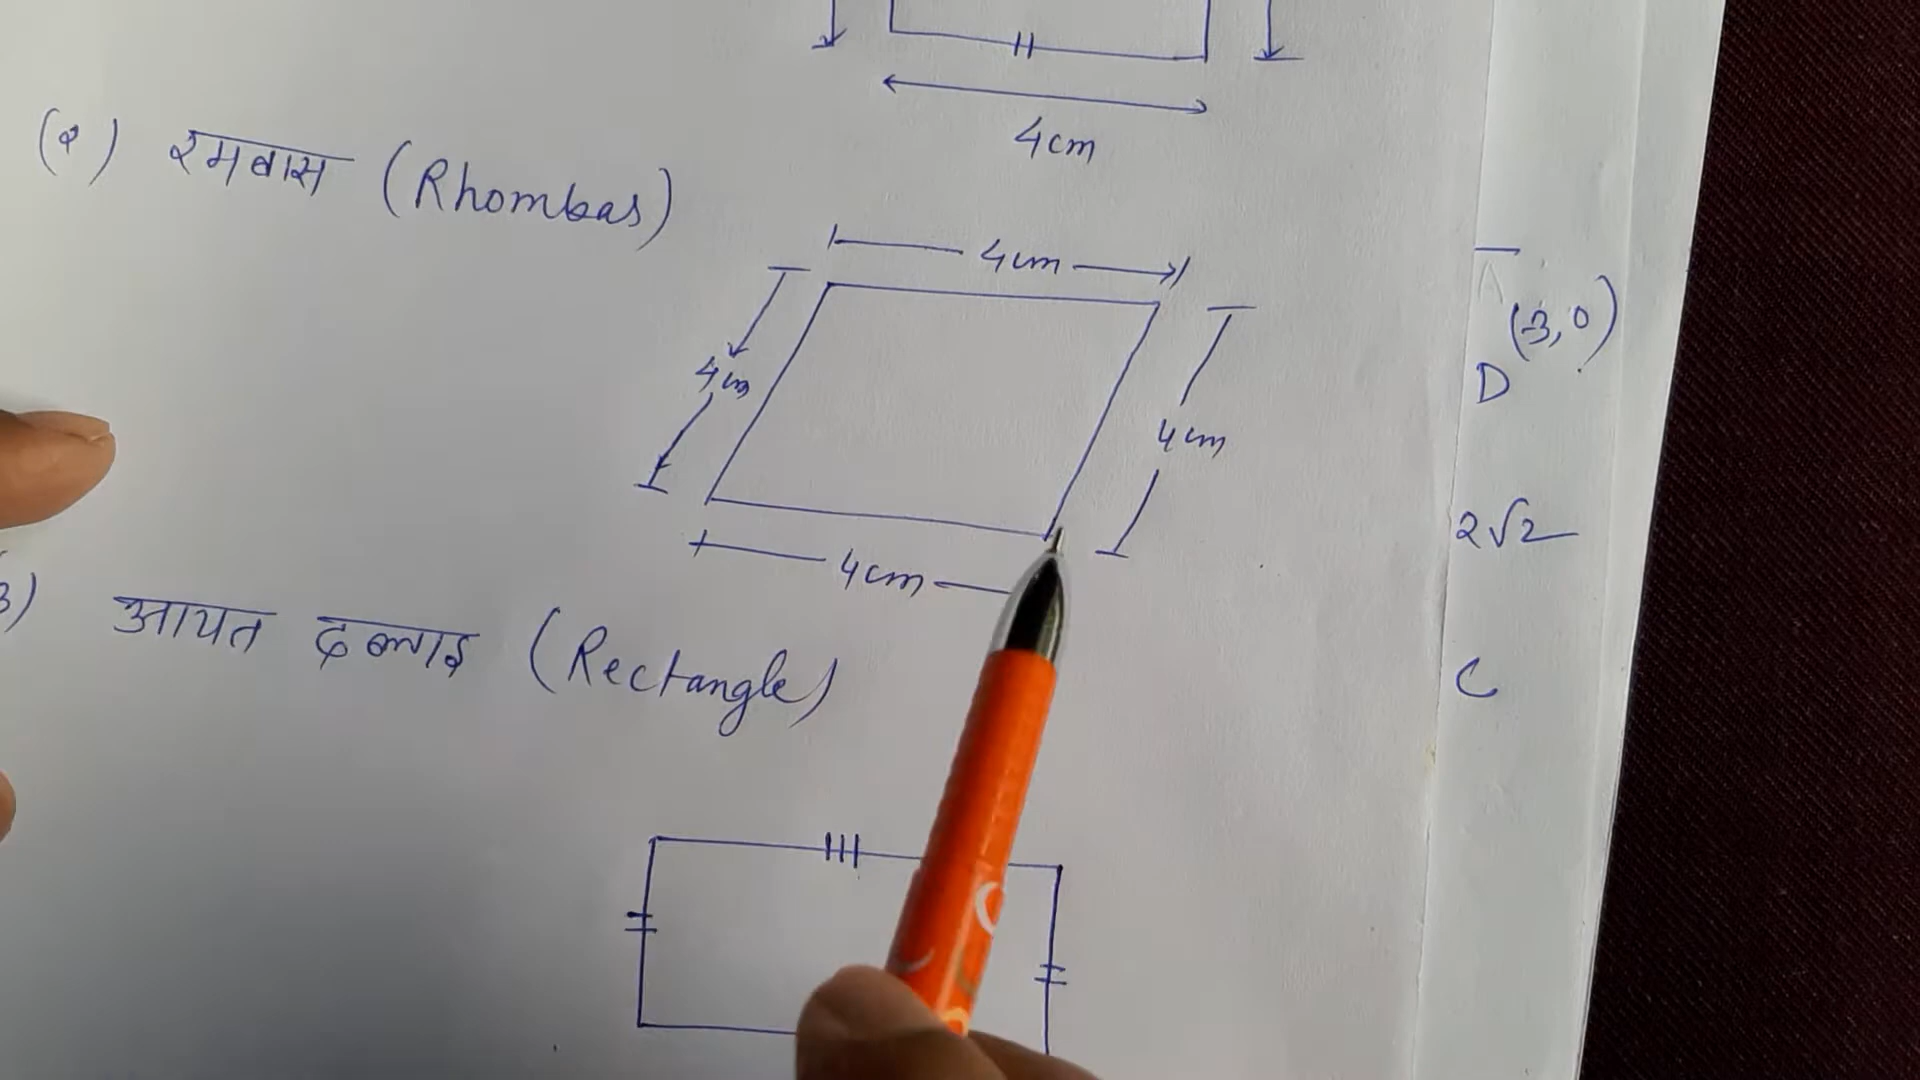 4cm
(२) रमबास (Rhombas)
4cm
4cm
4cm
4cm
3) आयत (Rectangle)
(-3,0)
D
2√2
C